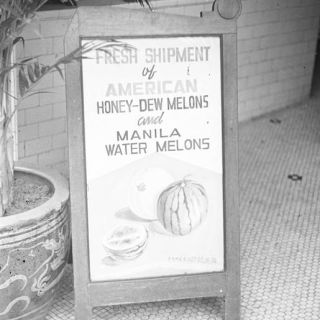 FRESH SHIPMENT
of
AMERICAN
HONEY-DEW MELONS
and
MANILA
WATER MELONS